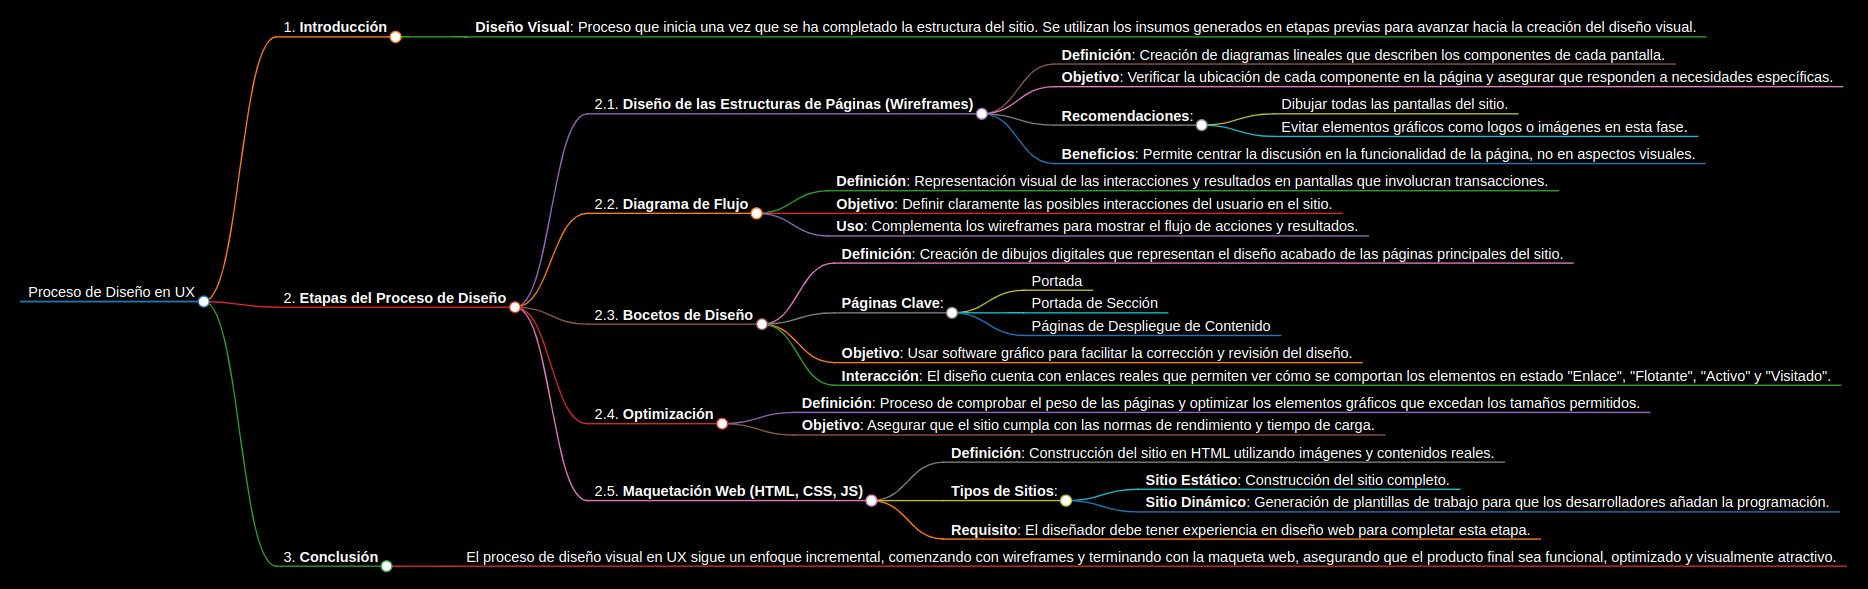 Proceso de Diseño en UX
1. Introducción
Diseño Visual: Proceso que inicia una vez que se ha completado la estructura del sitio. Se utilizan los insumos generados en etapas previas para avanzar hacia la creación del diseño visual.
2. Etapas del Proceso de Diseño
2.1. Diseño de las Estructuras de Páginas (Wireframes)
Definición: Creación de diagramas lineales que describen los componentes de cada pantalla.
Objetivo: Verificar la ubicación de cada componente en la página y asegurar que responden a necesidades específicas.
Recomendaciones:
Dibujar todas las pantallas del sitio.
Evitar elementos gráficos como logos o imágenes en esta fase.
Beneficios: Permite centrar la discusión en la funcionalidad de la página, no en aspectos visuales.
2.2. Diagrama de Flujo
Definición: Representación visual de las interacciones y resultados en pantallas que involucran transacciones.
Objetivo: Definir claramente las posibles interacciones del usuario en el sitio.
Uso: Complementa los wireframes para mostrar el flujo de acciones y resultados.
2.3. Bocetos de Diseño
Definición: Creación de dibujos digitales que representan el diseño acabado de las páginas principales del sitio.
Páginas Clave:
Portada
Portada de Sección
Páginas de Despliegue de Contenido
Objetivo: Usar software gráfico para facilitar la corrección y revisión del diseño.
Interacción: El diseño cuenta con enlaces reales que permiten ver cómo se comportan los elementos en estado "Enlace", "Flotante", "Activo" y "Visitado".
2.4. Optimización
Definición: Proceso de comprobar el peso de las páginas y optimizar los elementos gráficos que excedan los tamaños permitidos.
Objetivo: Asegurar que el sitio cumpla con las normas de rendimiento y tiempo de carga.
2.5. Maquetación Web (HTML, CSS, JS)
Definición: Construcción del sitio en HTML utilizando imágenes y contenidos reales.
Tipos de Sitios:
Sitio Estático: Construcción del sitio completo.
Sitio Dinámico: Generación de plantillas de trabajo para que los desarrolladores añadan la programación.
Requisito: El diseñador debe tener experiencia en diseño web para completar esta etapa.
3. Conclusión
El proceso de diseño visual en UX sigue un enfoque incremental, comenzando con wireframes y terminando con la maqueta web, asegurando que el producto final sea funcional, optimizado y visualmente atractivo.